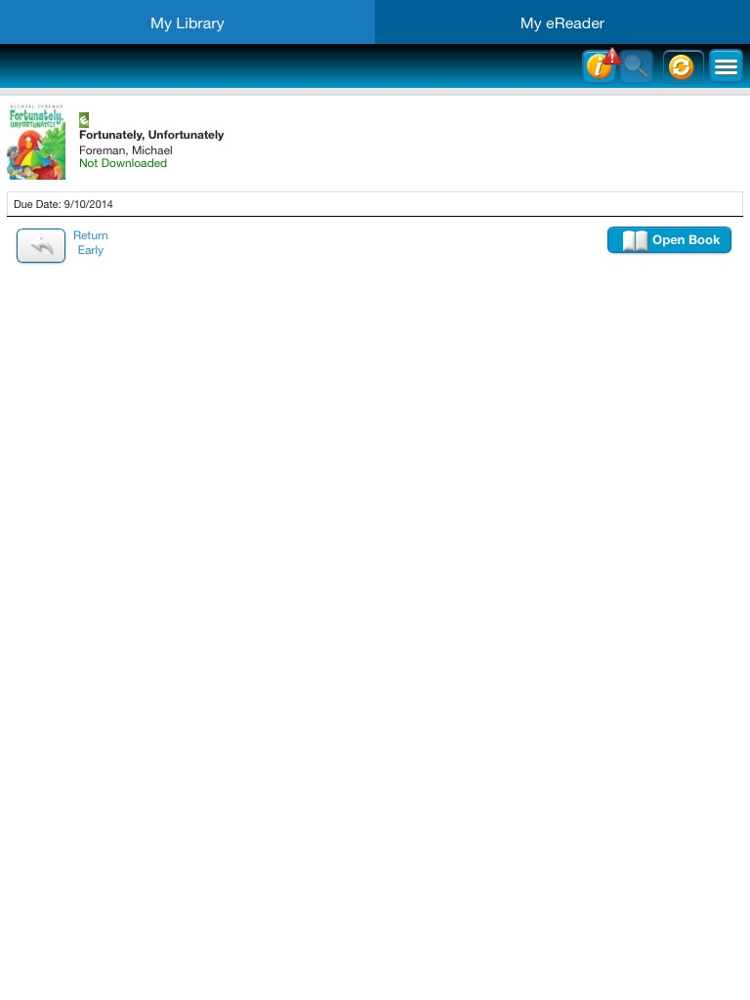 My Library
My eReader
MICHAEL FOREMAN
Fortunately,
UNFORTUNATELY
Fortunately, Unfortunately
Foreman, Michael
Not Downloaded
Due Date: 9/10/2014
Return
Early
Open Book